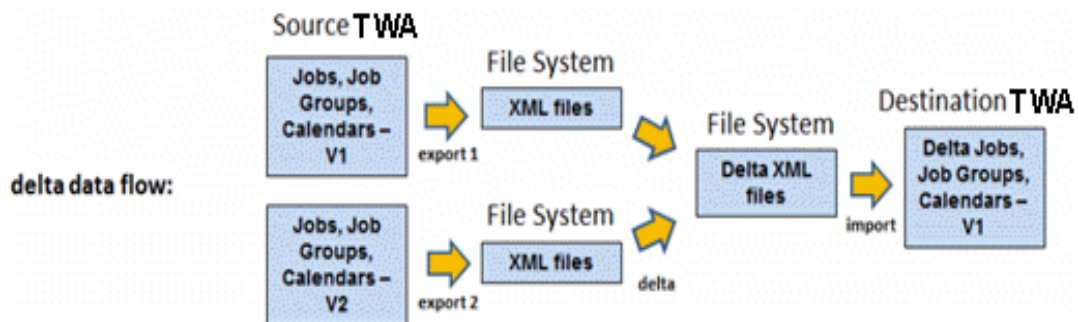 Source TWA
Jobs, Job
Groups,
Calendars –
V1
export 1
File System
XML files
delta data flow:
Jobs, Job
Groups,
Calendars –
V2
export 2
File System
XML files
delta
File System
Delta XML
files
import
Destination TWA
Delta Jobs,
Job Groups,
Calendars –
V1